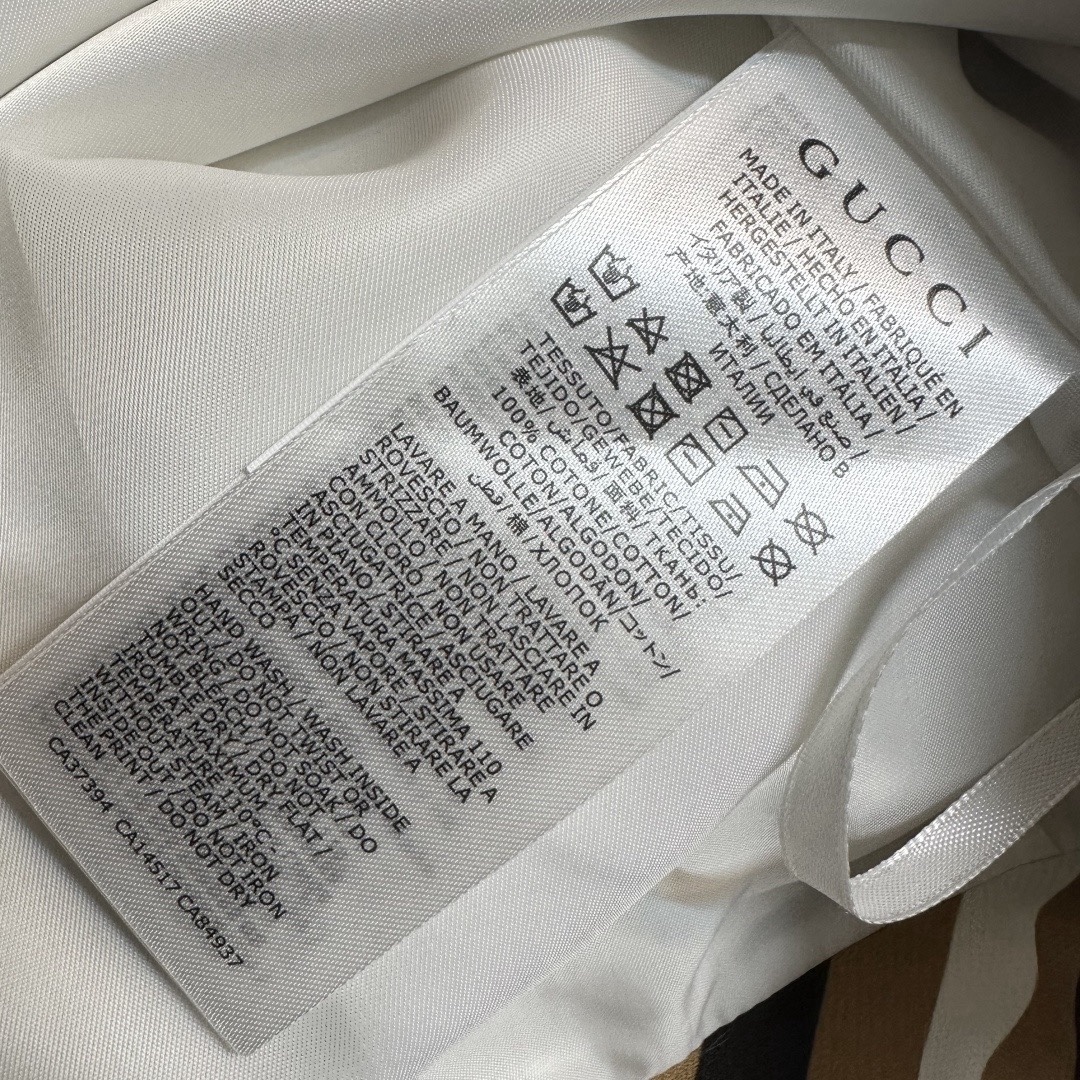 GUCCI
MADE IN ITALY / FABRIQUÉ EN
ITALIE / HECHO EN ITALIA /
HERGESTELLT IN ITALIEN /
FABRICADO EM ITALIA /
イタリア製 / صنع في إيطاليا /
产地:意大利 / СДЕЛАНО В
ИТАЛИИ
TESSUTO/FABRIC/TISSU/
TEJIDO/GEWEBE/TECIDO/
表地/قماش/面料/ТКАНЬ:
100% COTONE/COTTON/
COTON/ALGODON/
BAUMWOLLE/ALGODÁN/コットン/
قطن/棉/ХЛОПОК
LAVARE A MANO / LAVARE A
ROVESCIO / NON TRATTARE O
STRIZZARE / NON LASCIARE IN
AMMOLLO / NON TRATTARE
CON CLORO / NON USARE
ASCIUGATRICE / ASCIUGARE
IN PIANO / STIRARE A
TEMPERATURA MASSIMA 110
°C SENZA VAPORE / STIRARE A
ROVESCIO / NON STIRARE LA
STAMPA / NON LAVARE A
SECCO
HAND WASH / WASH INSIDE
OUT / DO NOT TWIST OR
WRING / DO NOT SOAK / DO
NOT BLEACH / DO NOT
TUMBLE DRY / DRY FLAT /
IRON AT MAXIMUM
TEMPERATURE 110°C-
WITHOUT STEAM / IRON
INSIDE OUT / DO NOT IRON
THE PRINT / DO NOT DRY
CLEAN
CA37394 CA14517 CA84937